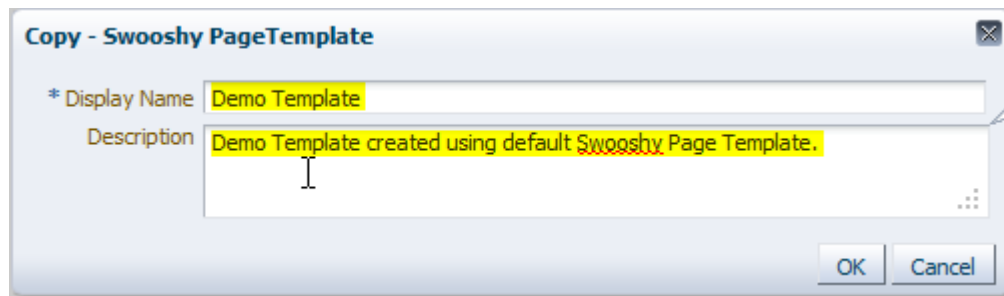 Copy - Swooshy PageTemplate
* Display Name Demo Template
Description Demo Template created using default Swooshy Page Template.
OK Cancel